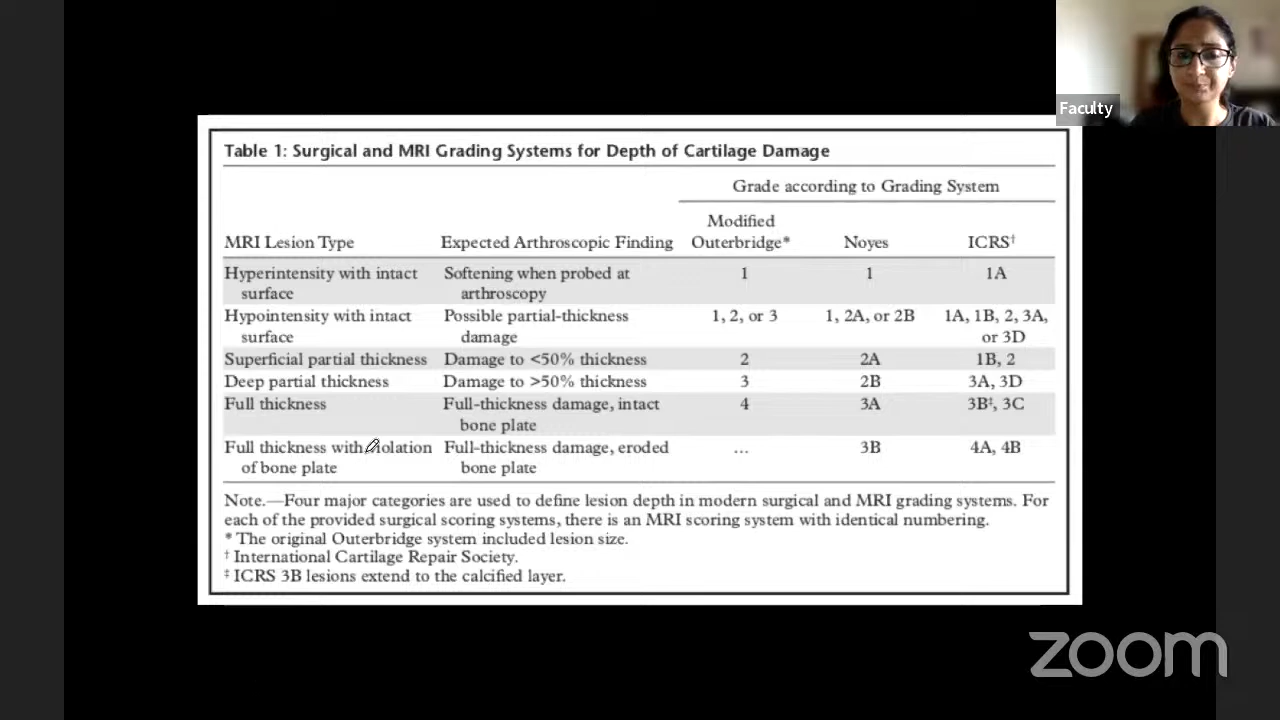 Faculty
Table 1: Surgical and MRI Grading Systems for Depth of Cartilage Damage
Grade according to Grading System
MRI Lesion Type Expected Arthroscopic Finding Modified Outerbridge* Noyes ICRS†
Hyperintensity with intact surface Softening when probed at arthroscopy 1 1 1A
Hypointensity with intact surface Possible partial-thickness damage 1, 2, or 3 1, 2A, or 2B 1A, 1B, 2, 3A, or 3D
Superficial partial thickness Damage to <50% thickness 2 2A 1B, 2
Deep partial thickness Damage to >50% thickness 3 2B 3A, 3D
Full thickness Full-thickness damage, intact bone plate 4 3A 3B‡, 3C
Full thickness with violation of bone plate Full-thickness damage, eroded bone plate ... 3B 4A, 4B
Note.—Four major categories are used to define lesion depth in modern surgical and MRI grading systems. For
each of the provided surgical scoring systems, there is an MRI scoring system with identical numbering.
* The original Outerbridge system included lesion size.
† International Cartilage Repair Society.
‡ ICRS 3B lesions extend to the calcified layer.
zoom